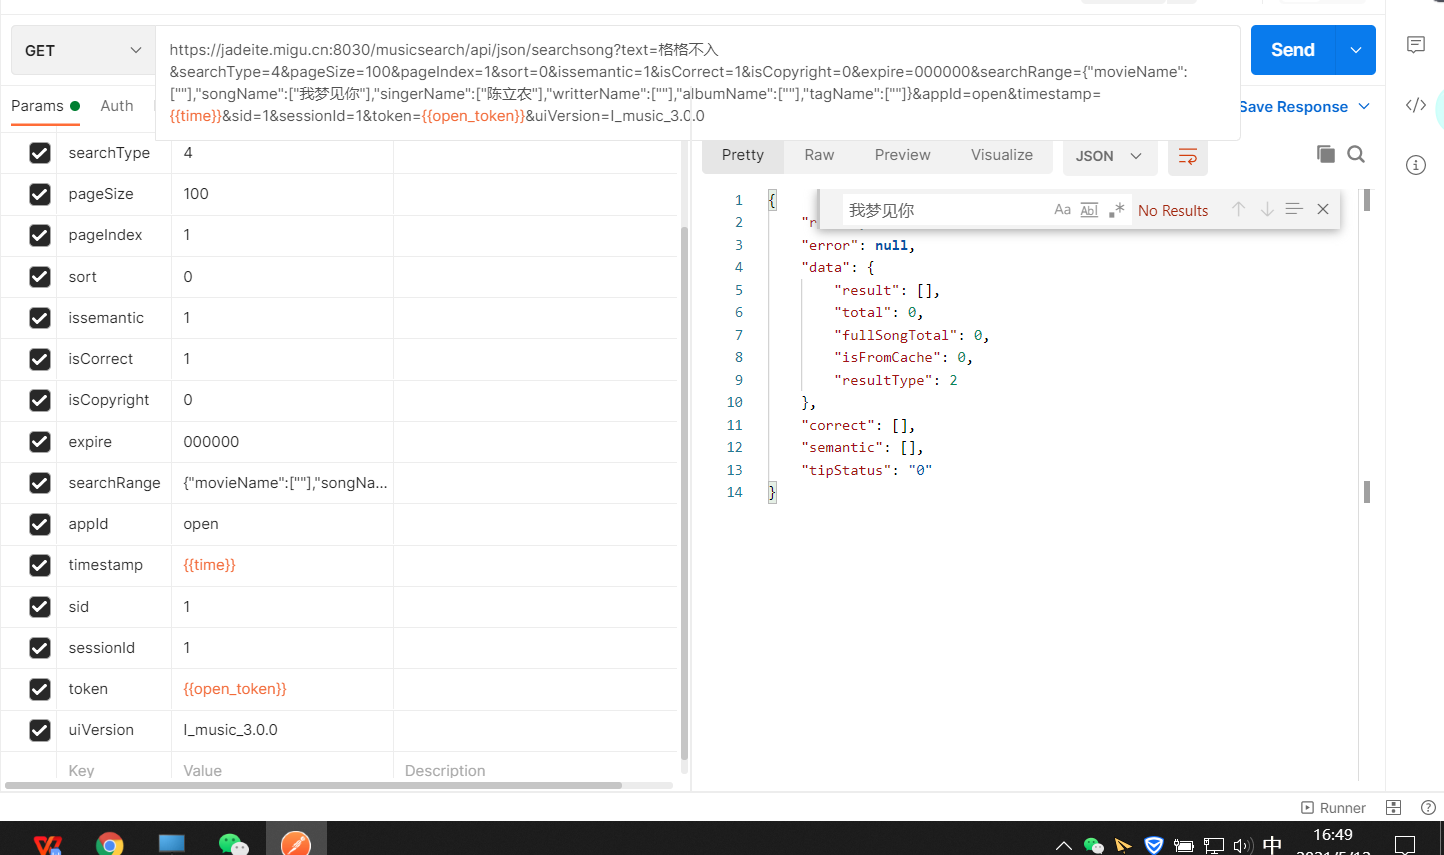 GET
https://jadeite.migu.cn:8030/musicsearch/api/json/searchsong?text=格格不入
&searchType=4&pageSize=100&pageIndex=1&sort=0&issemantic=1&isCorrect=1&isCopyright=0&expire=000000&searchRange={"movieName":
[""],"songName":["我梦见你"],"singerName":["陈立农"],"writterName":[""],"albumName":[""],"tagName":[""]}&appId=open&timestamp=
{{time}}&sid=1&sessionId=1&token={{open_token}}&uiVersion=I_music_3.0.0
Send
Params
Auth
Save Response
searchType 4
pageSize 100
pageIndex 1
sort 0
issemantic 1
isCorrect 1
isCopyright 0
expire 000000
searchRange {"movieName":[""],"songNa...
appId open
timestamp {{time}}
sid 1
sessionId 1
token {{open_token}}
uiVersion I_music_3.0.0
Key Value Description
Pretty Raw Preview Visualize JSON
我梦见你 Aa Abl .* No Results
1 {
2 "r
3 "error": null,
4 "data": {
5 "result": [],
6 "total": 0,
7 "fullSongTotal": 0,
8 "isFromCache": 0,
9 "resultType": 2
10 },
11 "correct": [],
12 "semantic": [],
13 "tipStatus": "0"
14 }
Runner
中
16:49